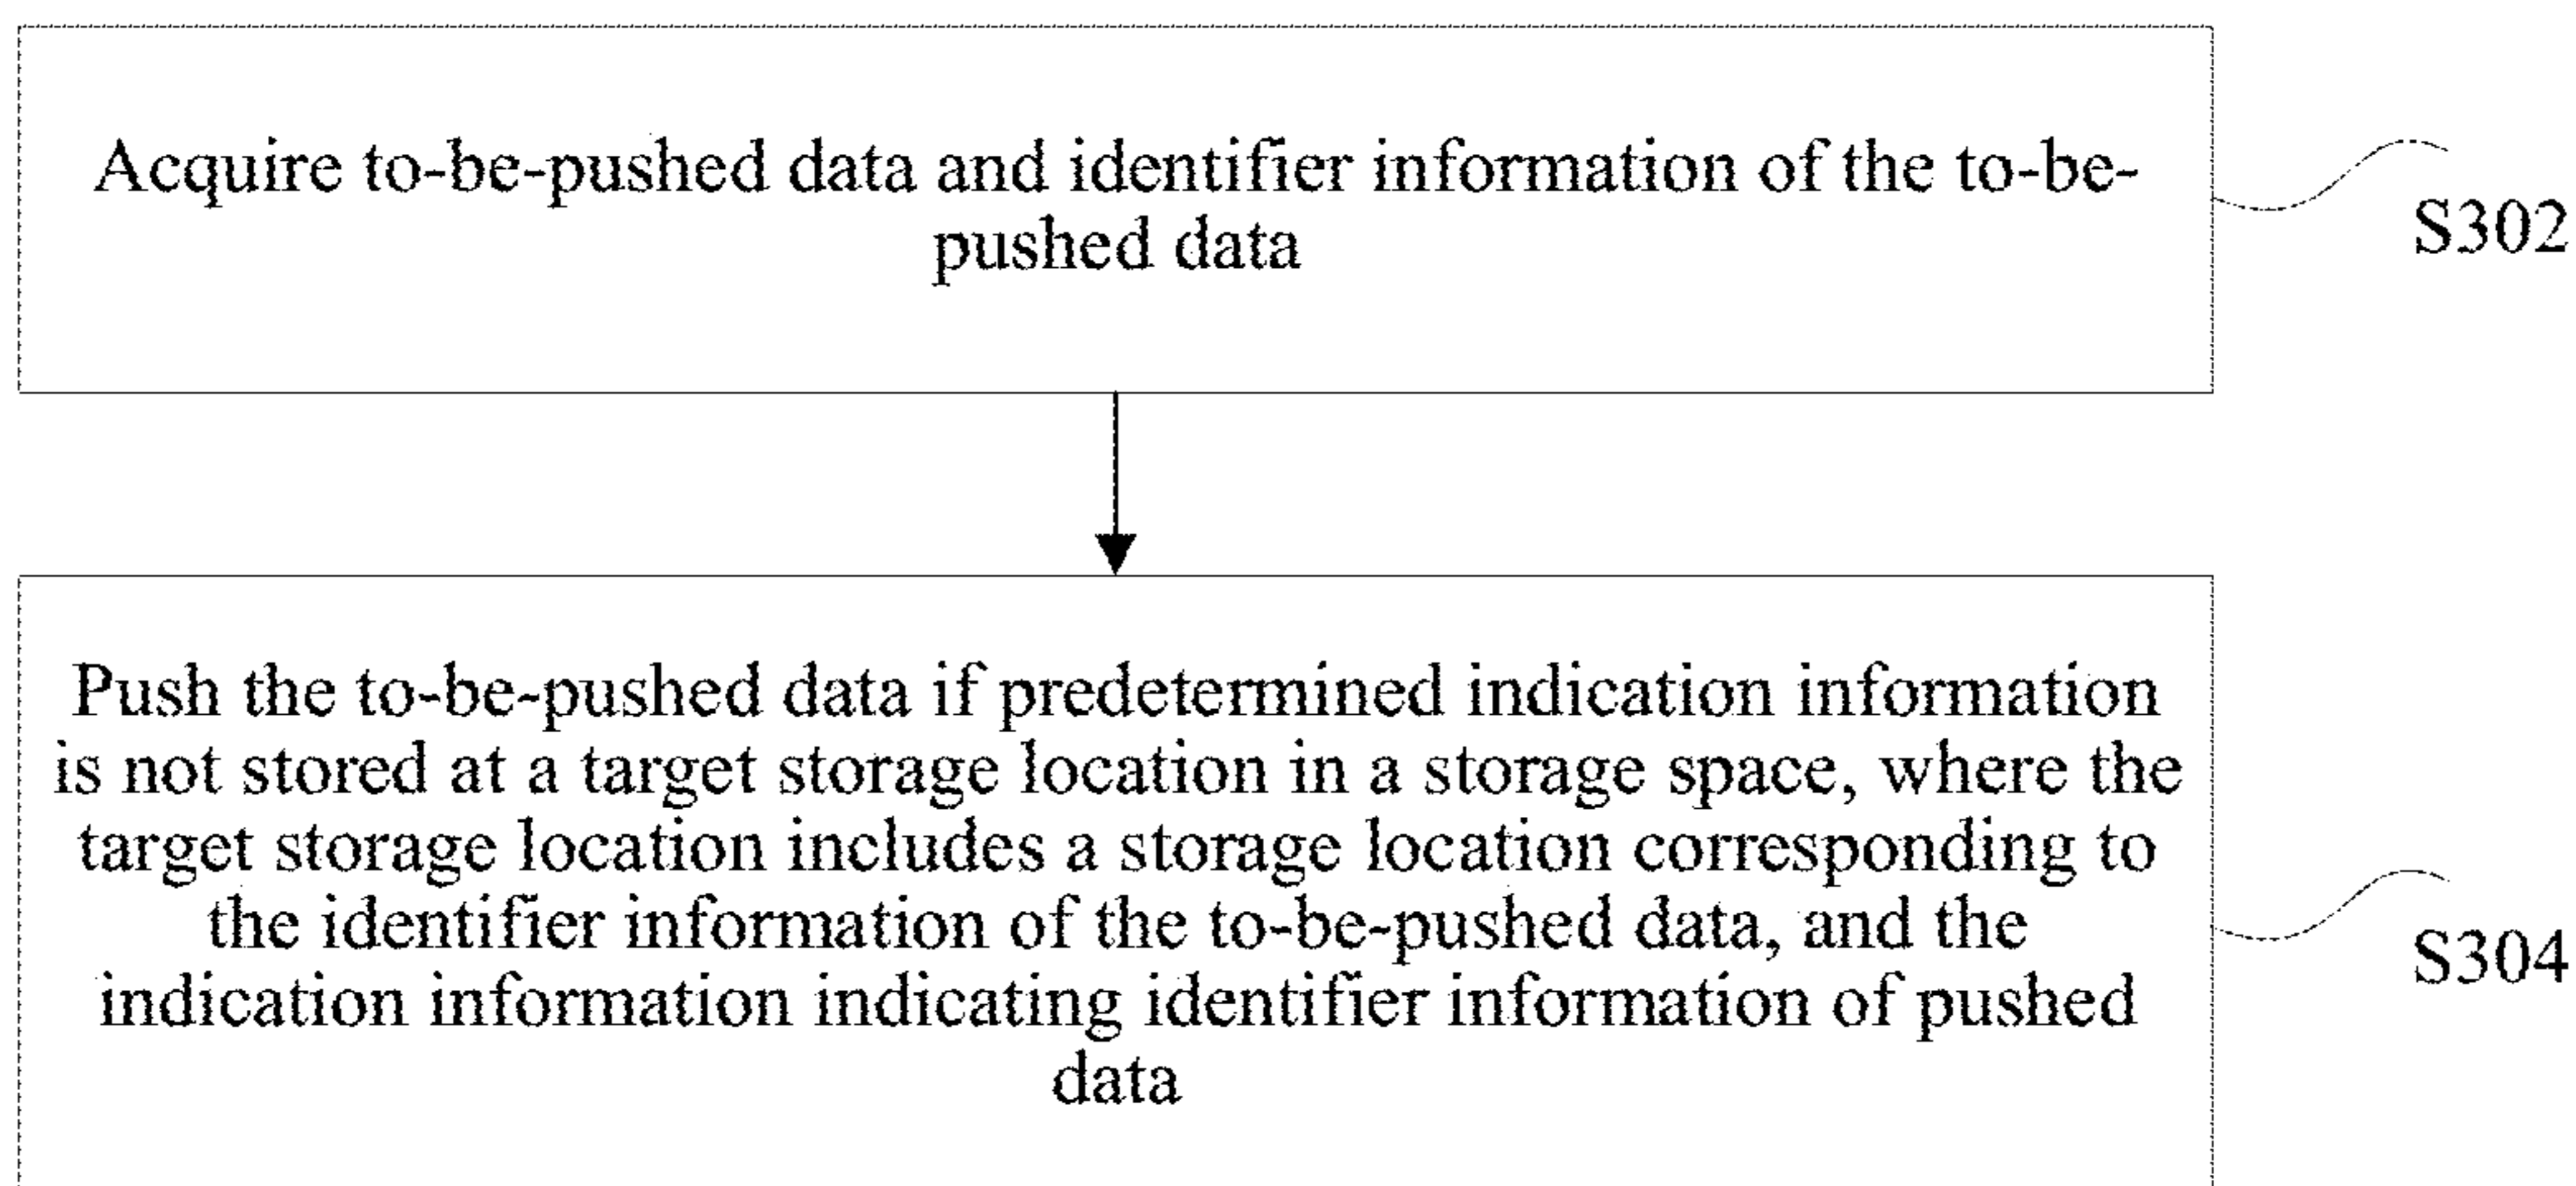 Acquire to-be-pushed data and identifier information of the to-be-
pushed data
S302
Push the to-be-pushed data if predetermined indication information
is not stored at a target storage location in a storage space, where the
target storage location includes a storage location corresponding to
the identifier information of the to-be-pushed data, and the
indication information indicating identifier information of pushed
data
S304